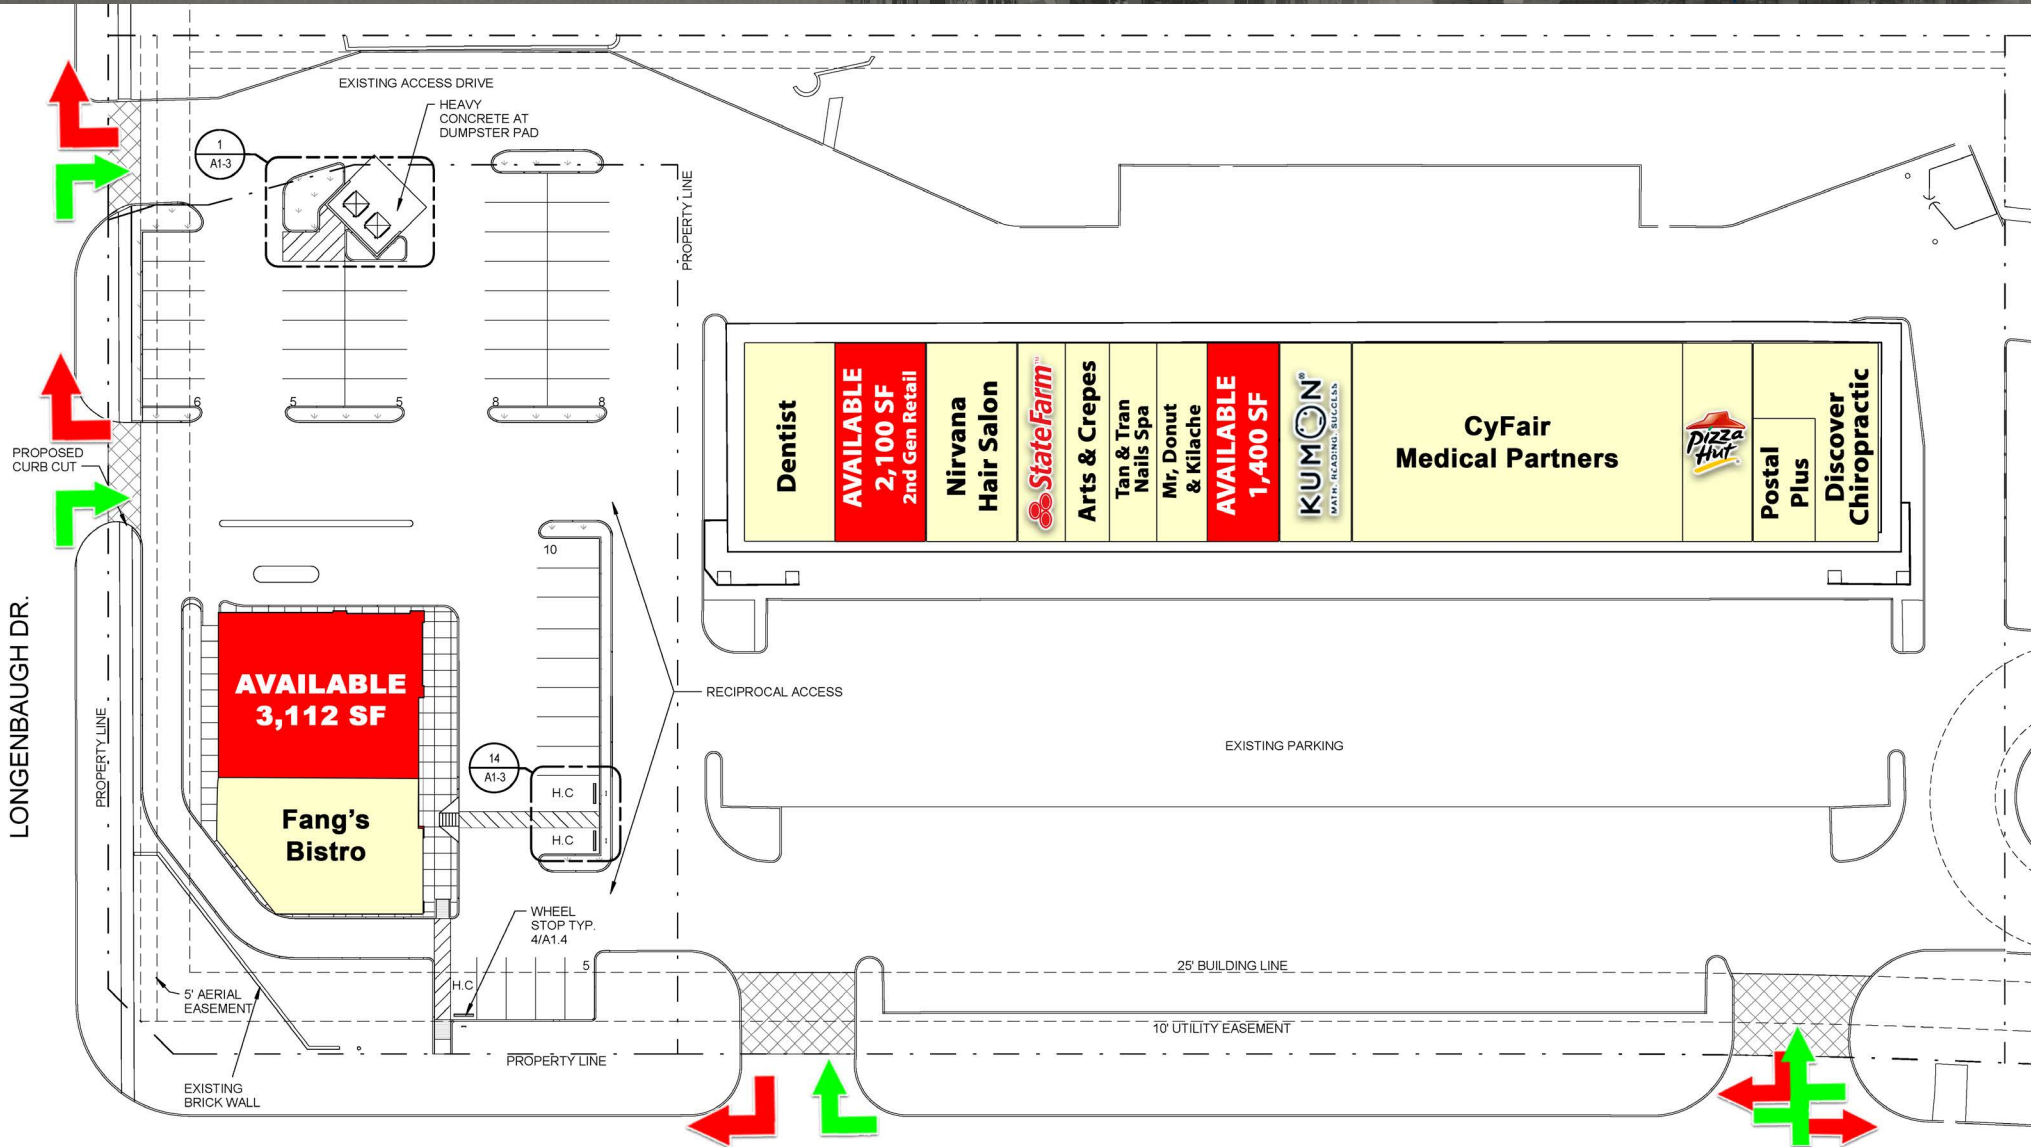 EXISTING ACCESS DRIVE
HEAVY
CONCRETE AT
DUMPSTER PAD
1
A1-3
PROPERTY LINE
6
5
5
8
8
PROPOSED
CURB CUT
10
LONGENBAUGH DR.
PROPERTY LINE
AVAILABLE
3,112 SF
Fang's
Bistro
14
A1-3
H.C
H.C
RECIPROCAL ACCESS
WHEEL
STOP TYP.
4/A1.4
5
H.C
5' AERIAL
EASEMENT
EXISTING
BRICK WALL
PROPERTY LINE
Dentist
AVAILABLE
2,100 SF
2nd Gen Retail
Nirvana
Hair Salon
StateFarm™
Arts & Crepes
Tan & Tran
Nails Spa
Mr, Donut
& Kilache
AVAILABLE
1,400 SF
KUMON®
MATH. READING. SUCCESS
CyFair
Medical Partners
Pizza
Hut
Postal
Plus
Discover
Chiropractic
EXISTING PARKING
25' BUILDING LINE
10' UTILITY EASEMENT